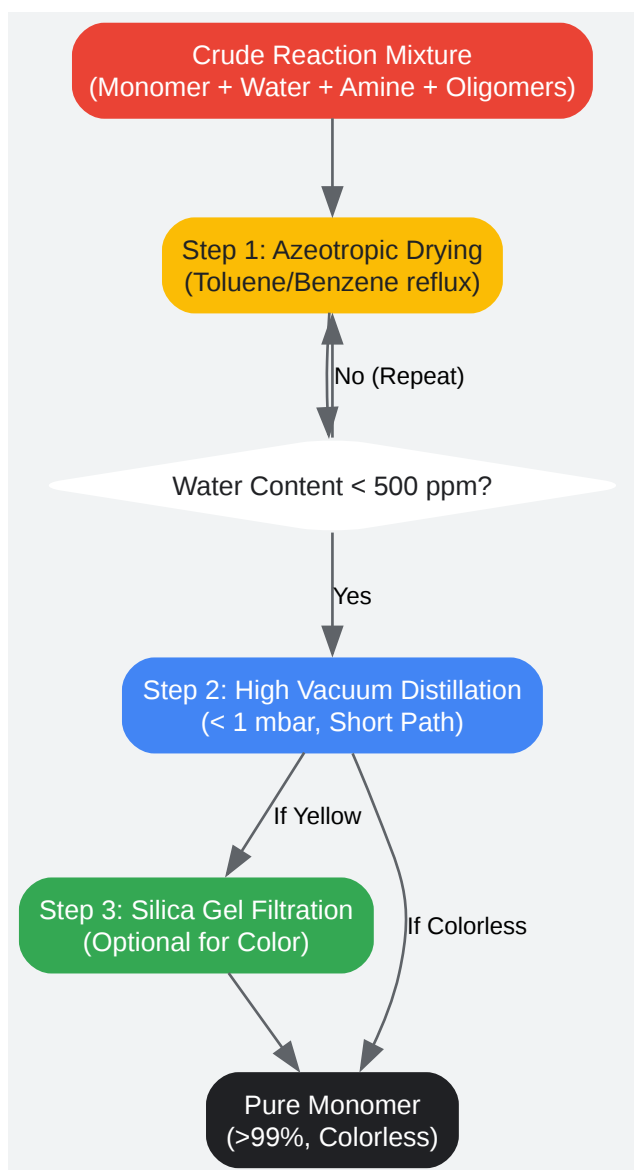 Crude Reaction Mixture
(Monomer + Water + Amine + Oligomers)
Step 1: Azeotropic Drying
(Toluene/Benzene reflux)
No (Repeat)
Water Content < 500 ppm?
Yes
Step 2: High Vacuum Distillation
(< 1 mbar, Short Path)
If Yellow
Step 3: Silica Gel Filtration
(Optional for Color)
If Colorless
Pure Monomer
(>99%, Colorless)